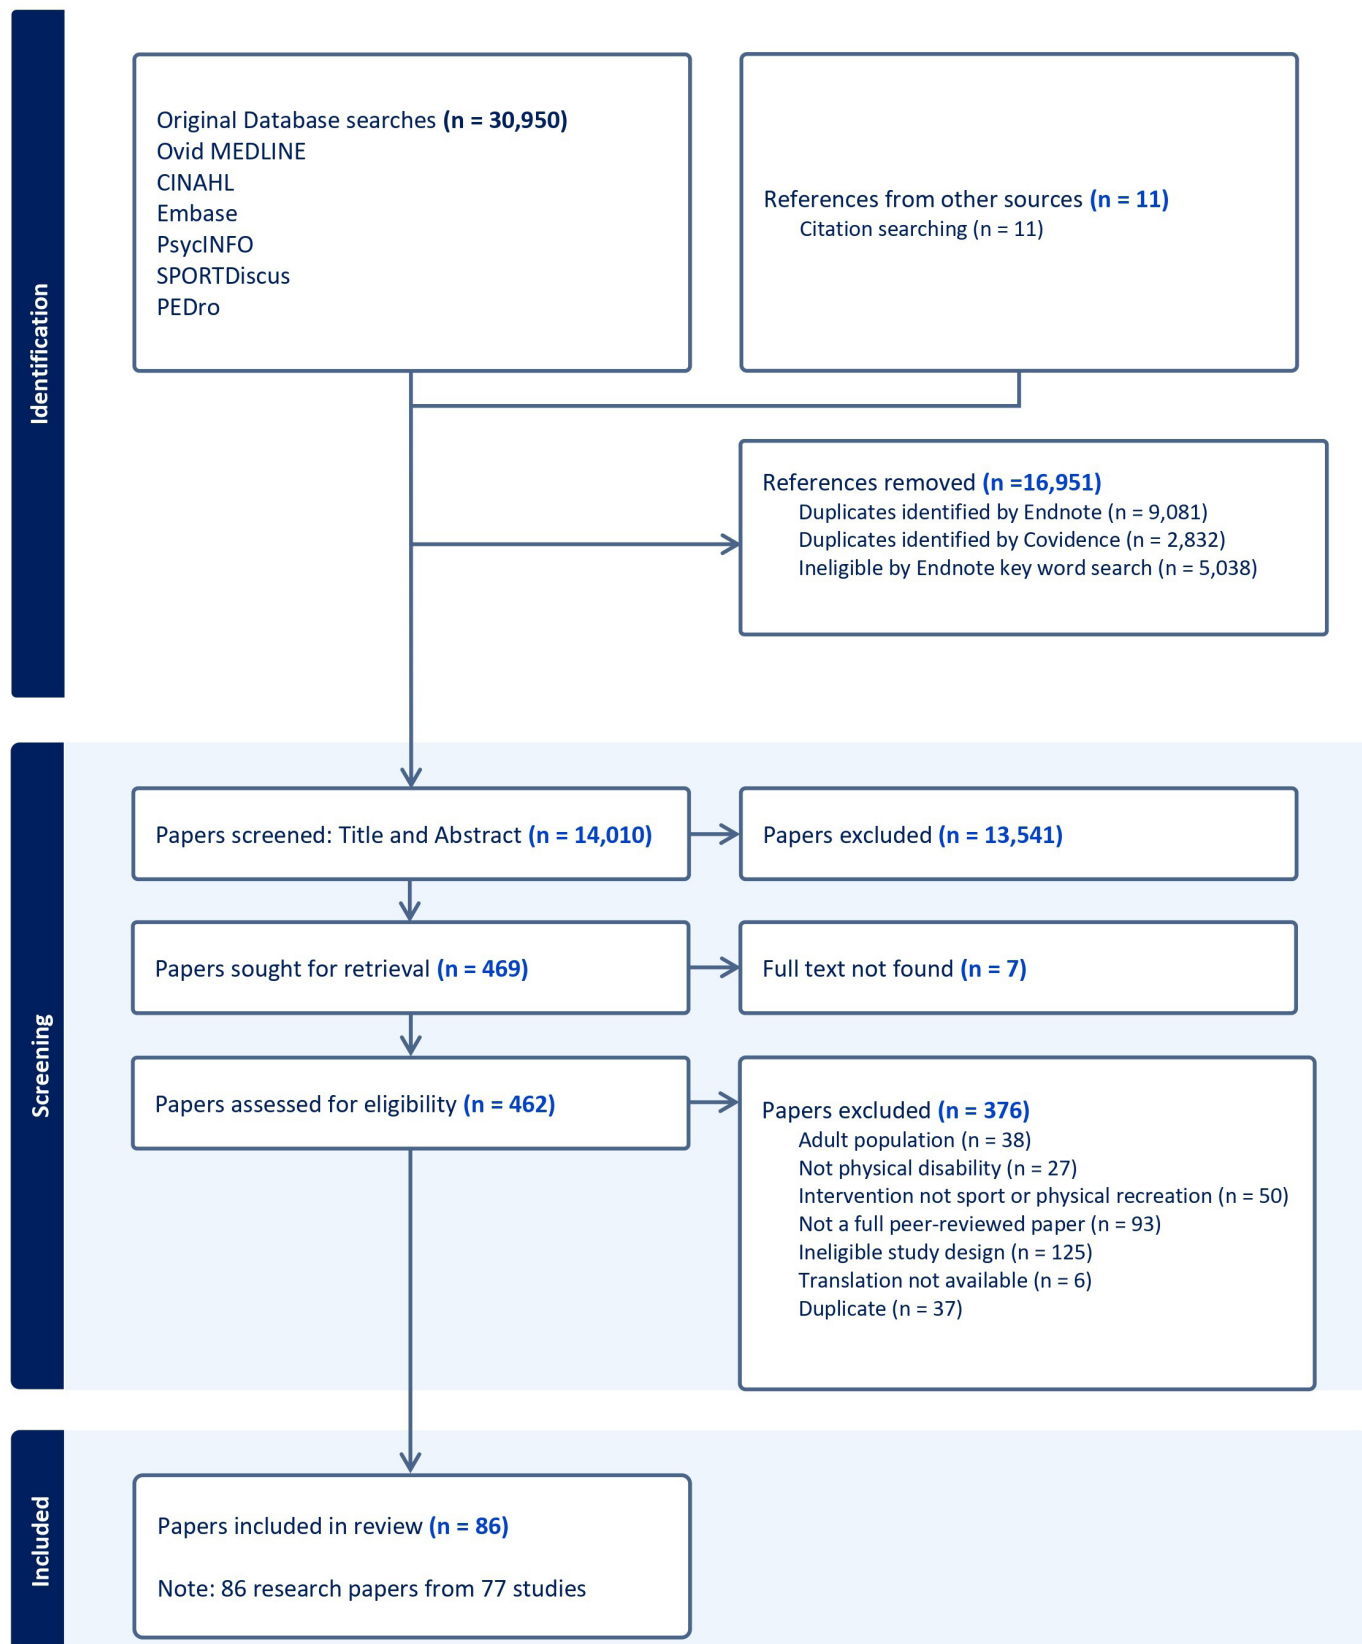 Identification
Original Database searches (n = 30,950)
Ovid MEDLINE
CINAHL
Embase
PsycINFO
SPORTDiscus
PEDro
References from other sources (n = 11)
Citation searching (n = 11)
References removed (n =16,951)
Duplicates identified by Endnote (n = 9,081)
Duplicates identified by Covidence (n = 2,832)
Ineligible by Endnote key word search (n = 5,038)
Screening
Papers screened: Title and Abstract (n = 14,010)
Papers excluded (n = 13,541)
Papers sought for retrieval (n = 469)
Full text not found (n = 7)
Papers assessed for eligibility (n = 462)
Papers excluded (n = 376)
Adult population (n = 38)
Not physical disability (n = 27)
Intervention not sport or physical recreation (n = 50)
Not a full peer-reviewed paper (n = 93)
Ineligible study design (n = 125)
Translation not available (n = 6)
Duplicate (n = 37)
Included
Papers included in review (n = 86)
Note: 86 research papers from 77 studies